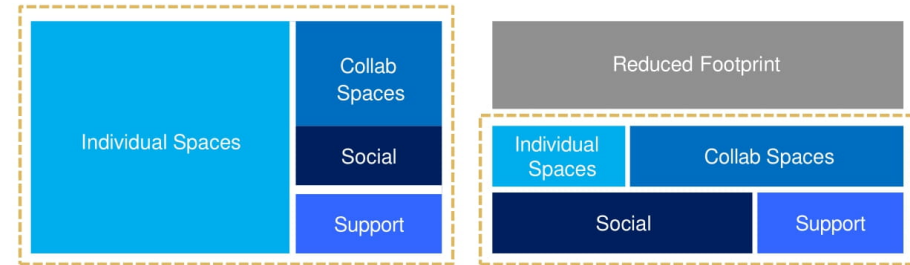 Individual Spaces
Collab
Spaces
Social
Support
Reduced Footprint
Individual
Spaces
Collab Spaces
Social
Support